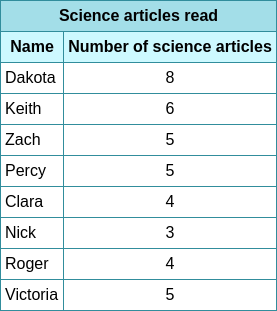 Science articles read
Name Number of science articles
Dakota 8
Keith 6
Zach 5
Percy 5
Clara 4
Nick 3
Roger 4
Victoria 5